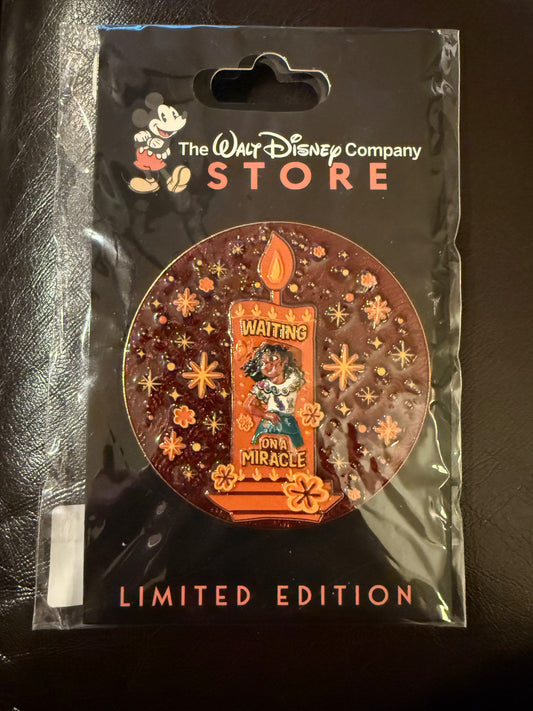 The WALT DISNEY Company
STORE
WAITING
ON A
MIRACLE
LIMITED EDITION